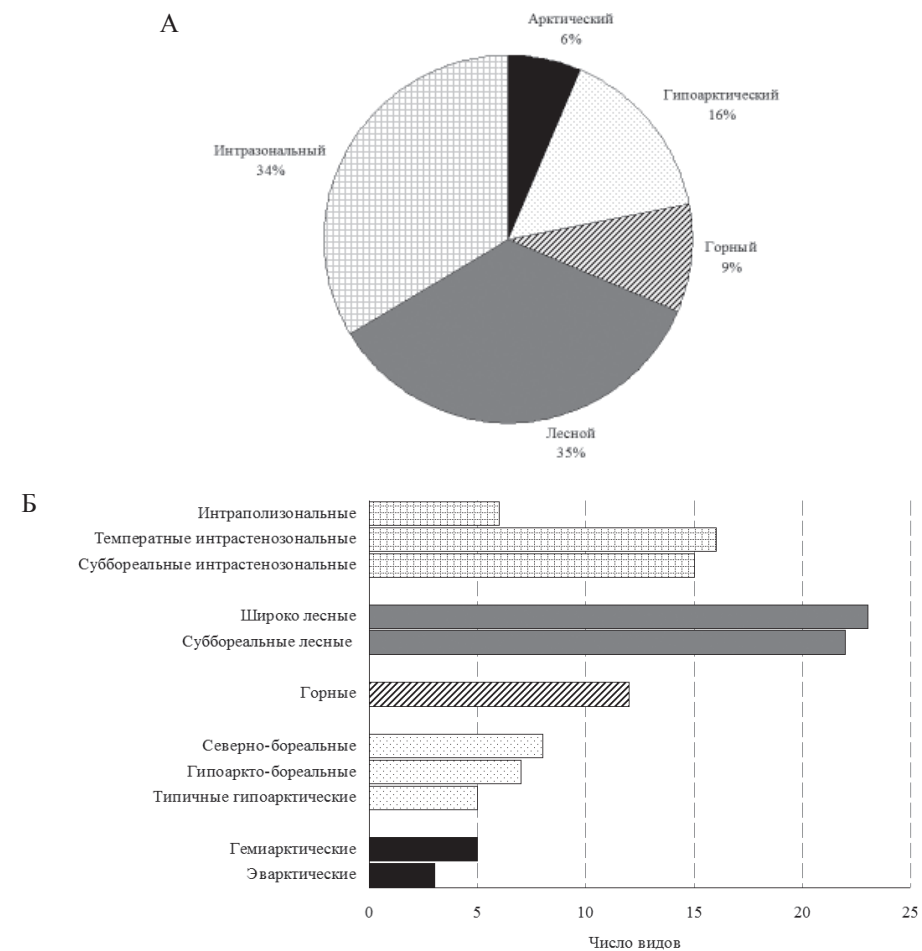 А
Арктический
6%
Гипоарктический
16%
Интразональный
34%
Горный
9%
Лесной
35%
Б
Интраполизональные
Температные интрастенозональные
Суббореальные интрастенозональные
Широко лесные
Суббореальные лесные
Горные
Северно-бореальные
Гипоаркто-бореальные
Типичные гипоарктические
Гемиарктические
Эварктические
0 5 10 15 20 25
Число видов